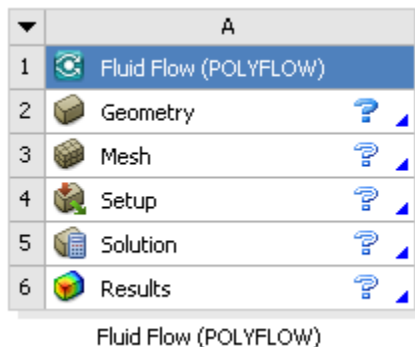 A
1 Fluid Flow (POLYFLOW)
2 Geometry ?
3 Mesh ?
4 Setup ?
5 Solution ?
6 Results ?
Fluid Flow (POLYFLOW)